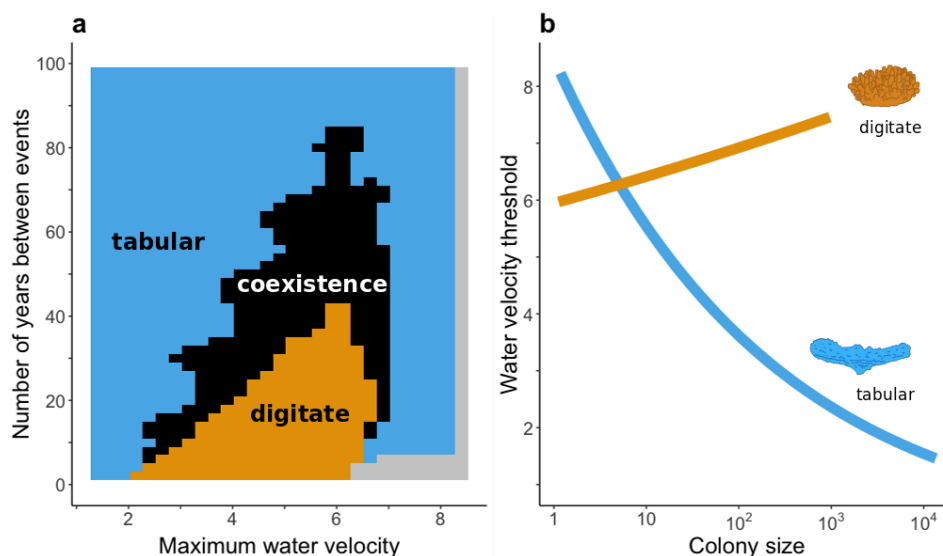 a
Number of years between events
100
80
60
40
20
0
tabular
coexistence
digitate
2
4
6
8
Maximum water velocity
b
Water velocity threshold
8
6
4
2
digitate
tabular
1
10
10²
10³
10⁴
Colony size